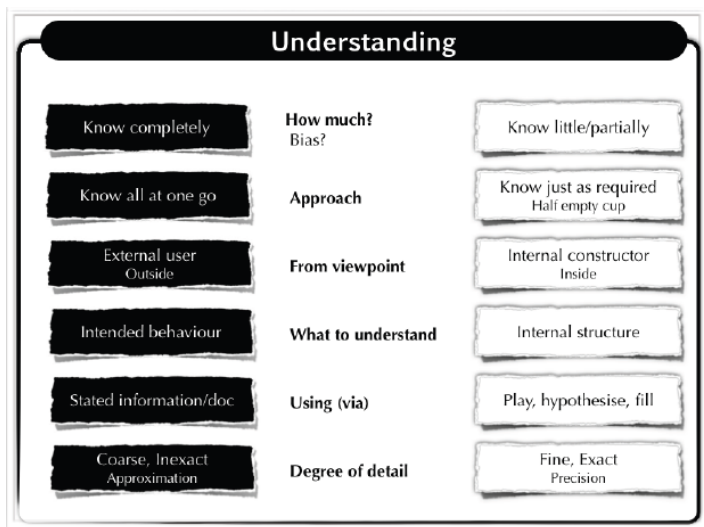 Understanding
Know completely
How much?
Bias?
Know little/partially
Know all at one go
Approach
Know just as required
Half empty cup
External user
Outside
From viewpoint
Internal constructor
Inside
Intended behaviour
What to understand
Internal structure
Stated information/doc
Using (via)
Play, hypothesise, fill
Coarse, Inexact
Approximation
Degree of detail
Fine, Exact
Precision